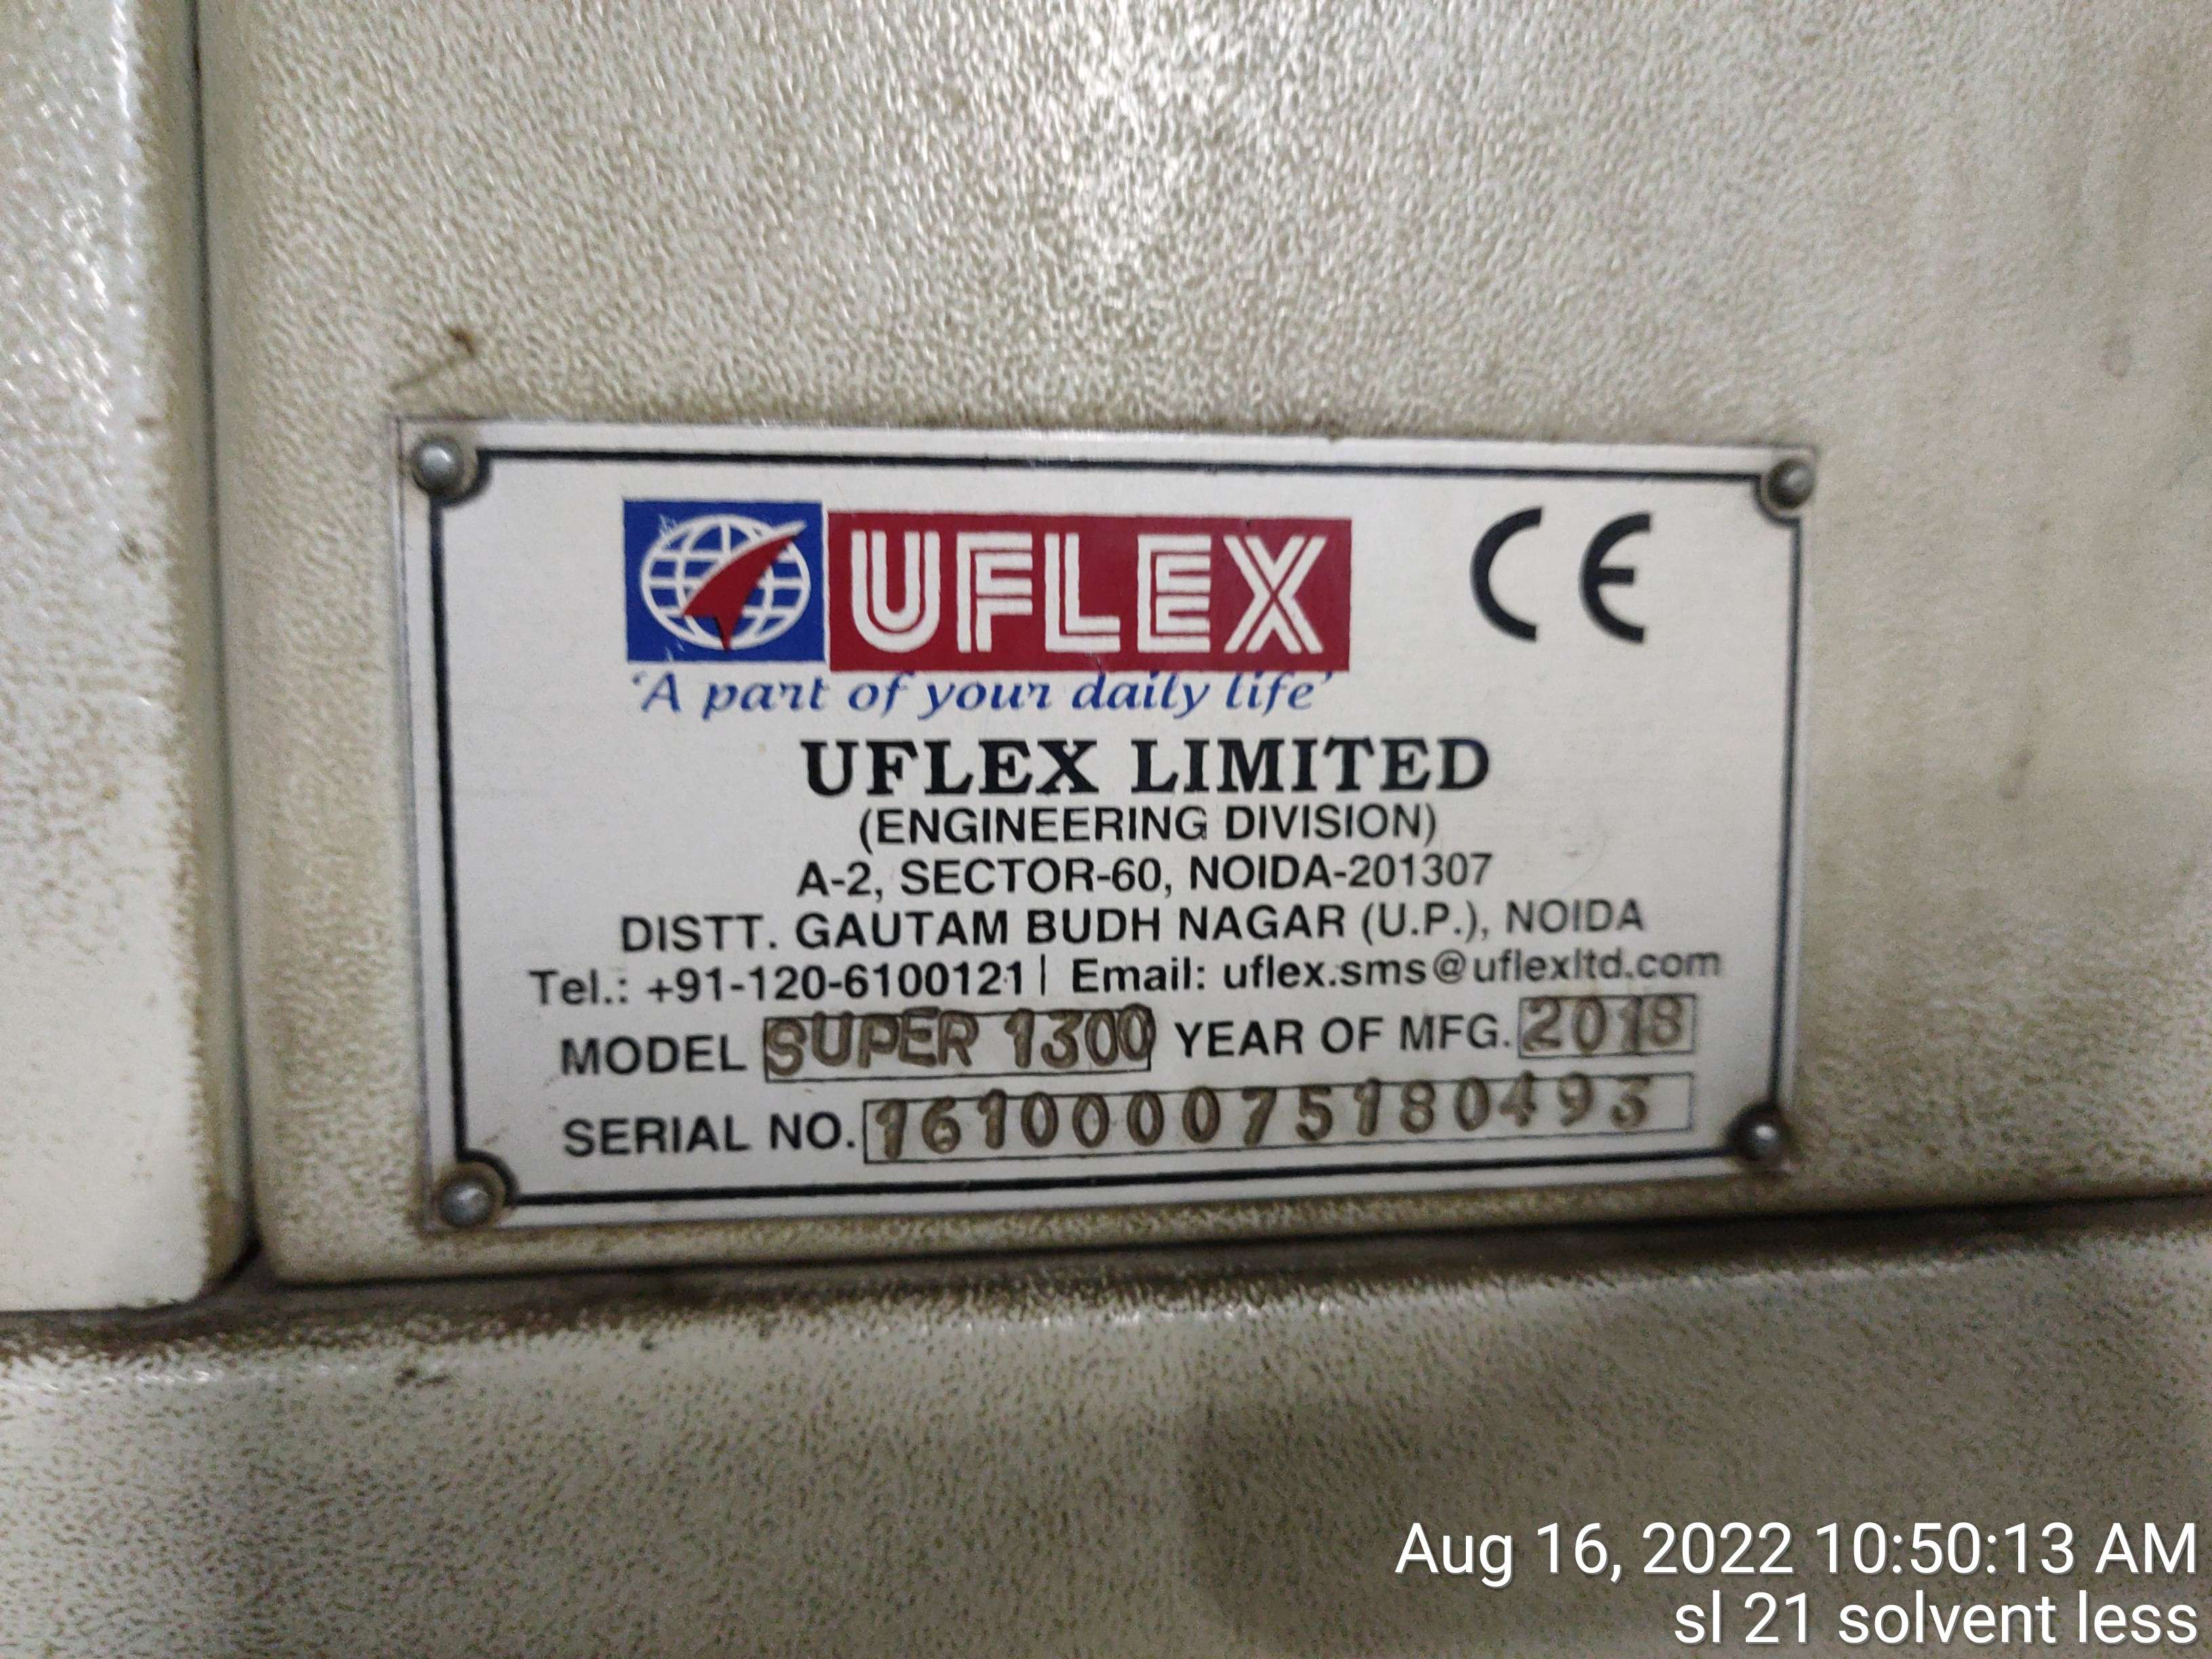 UFLEX
CE
'A part of your daily life'
UFLEX LIMITED
(ENGINEERING DIVISION)
A-2, SECTOR-60, NOIDA-201307
DISTT. GAUTAM BUDH NAGAR (U.P.), NOIDA
Tel.: +91-120-6100121 | Email: uflex.sms@uflexltd.com
MODEL SUPER 1300 YEAR OF MFG. 2018
SERIAL NO. 161000075180493
Aug 16, 2022 10:50:13 AM
sl 21 solvent less